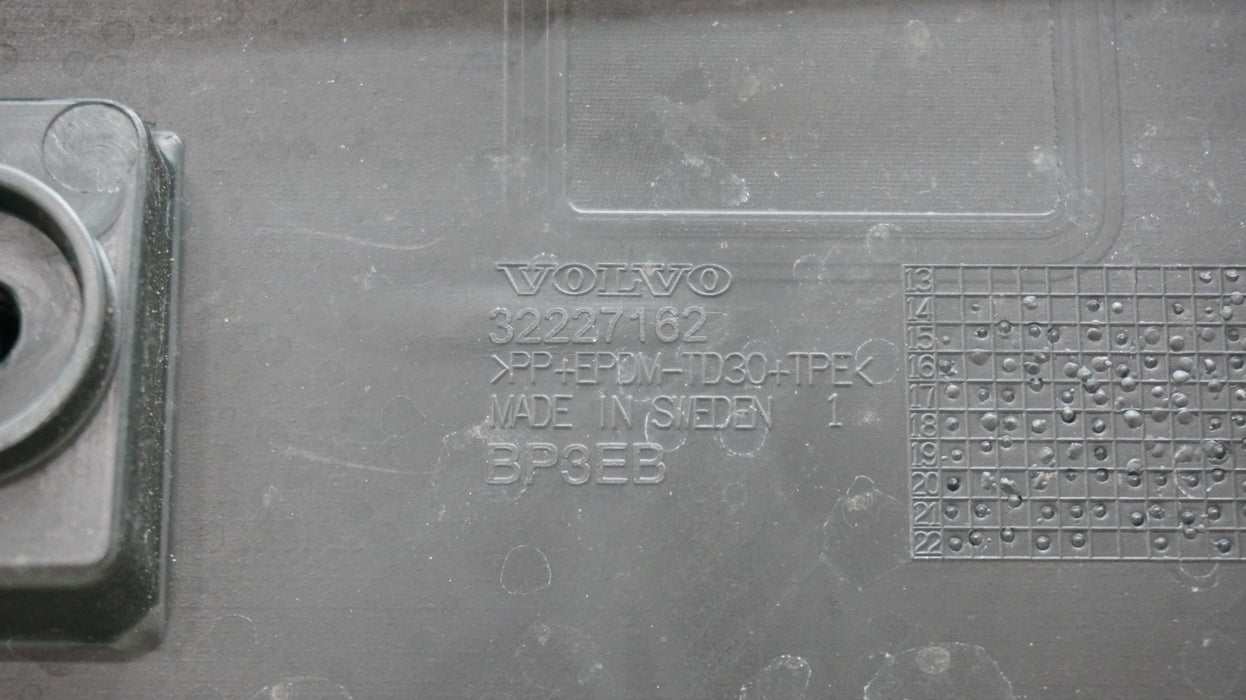 VOLVO
32227162
>PP+EPDM-TD30+TPE<
MADE IN SWEDEN 1
BP3EB
13
14
15
16
17
18
19
20
21
22